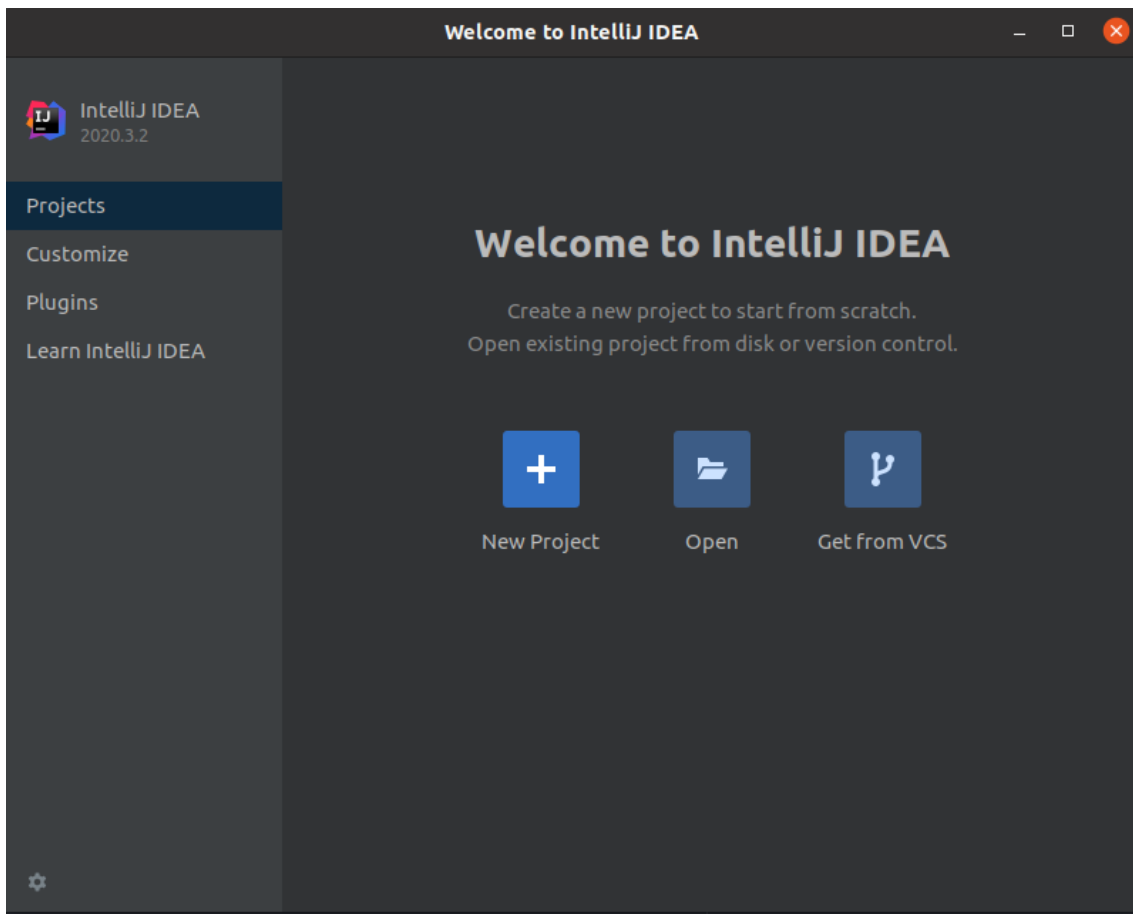 Welcome to IntelliJ IDEA
IJ
IntelliJ IDEA
2020.3.2
Projects
Customize
Plugins
Learn IntelliJ IDEA
Welcome to IntelliJ IDEA
Create a new project to start from scratch.
Open existing project from disk or version control.
New Project
Open
Get from VCS